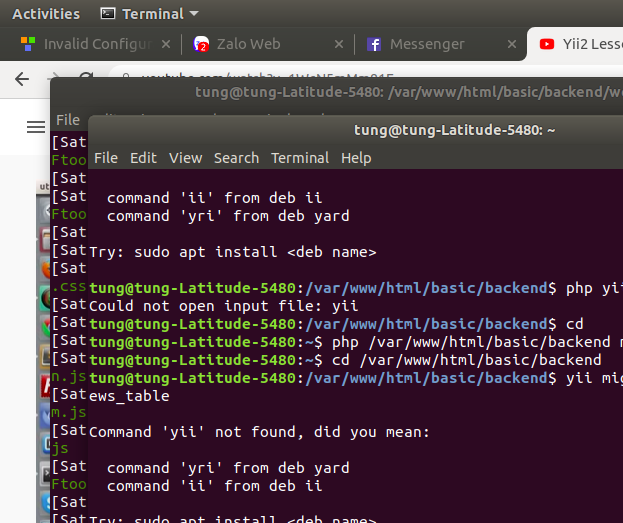 Activities Terminal
Invalid Configur Zalo Web Messenger Yii2 Lesso
2
tung@tung-Latitude-5480: /var/www/html/basic/backend/w
File
tung@tung-Latitude-5480: ~
File Edit View Search Terminal Help
[Sat
Ftoo
[Sat
[Sat
Ftoo
[Sat
[Sat
[Sat
.css
[Sat
[Sat
[Sat
n.js
[Sat
m.js
[Sat
js
[Sat
Ftoo
[Sat
[Sat
command 'ii' from deb ii
command 'yri' from deb yard
Try: sudo apt install <deb name>
tung@tung-Latitude-5480:/var/www/html/basic/backend$ php yii
Could not open input file: yii
tung@tung-Latitude-5480:/var/www/html/basic/backend$ cd
tung@tung-Latitude-5480:~$ php /var/www/html/basic/backend m
tung@tung-Latitude-5480:~$ cd /var/www/html/basic/backend
tung@tung-Latitude-5480:/var/www/html/basic/backend$ yii mig
ews_table
Command 'yii' not found, did you mean:
command 'yri' from deb yard
command 'ii' from deb ii
Try: sudo apt install <deb name>